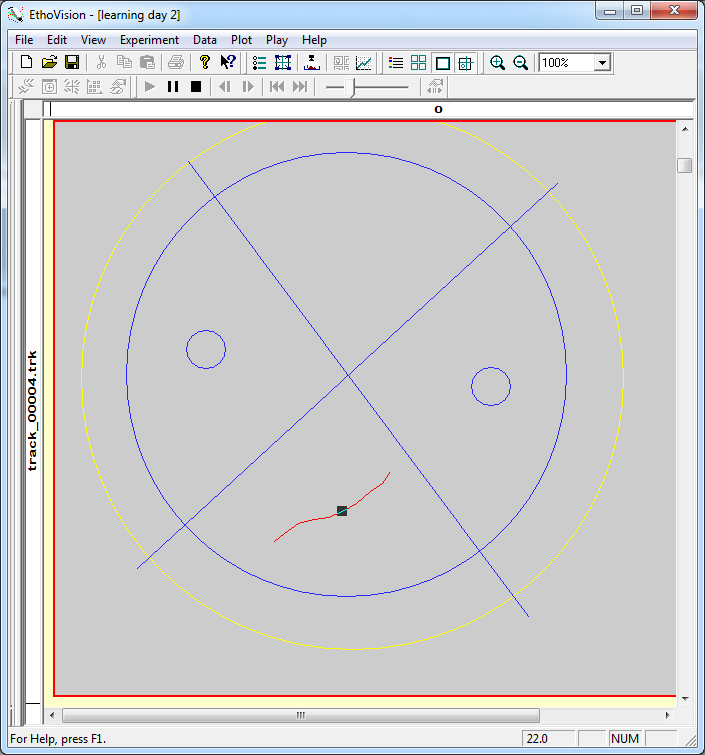 EthoVision - [learning day 2]
File Edit View Experiment Data Plot Play Help
100%
o
track_00004.trk
For Help, press F1.
22.0
NUM